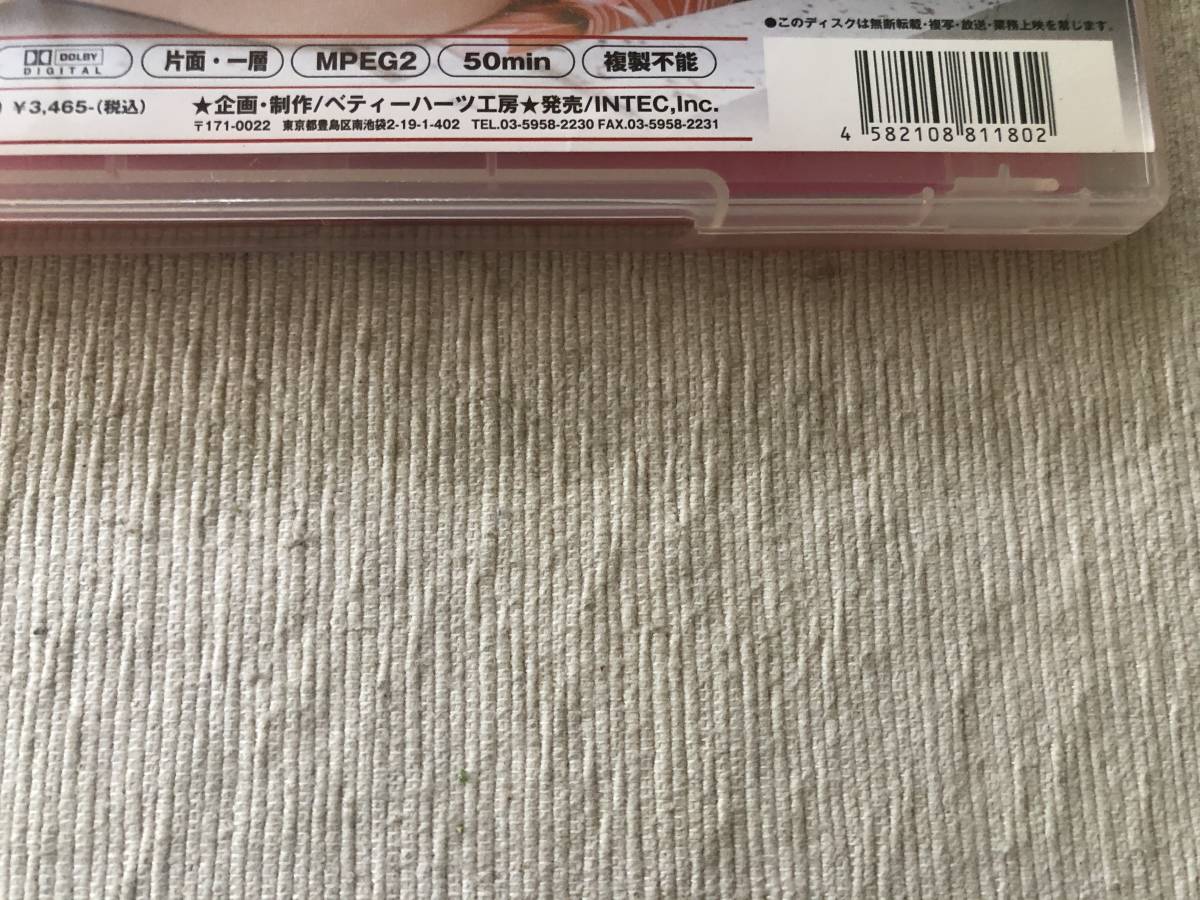 ●このディスクは無断転載・複写・放送・業務上映を禁じます。
DOLBY
DIGITAL
片面・一層
MPEG2
50min
複製不能
¥3,465-(税込)
★企画・制作/ベティーハーツ工房★発売/INTEC,Inc.
〒171-0022 東京都豊島区南池袋2-19-1-402 TEL.03-5958-2230 FAX.03-5958-2231
4 582108 811802